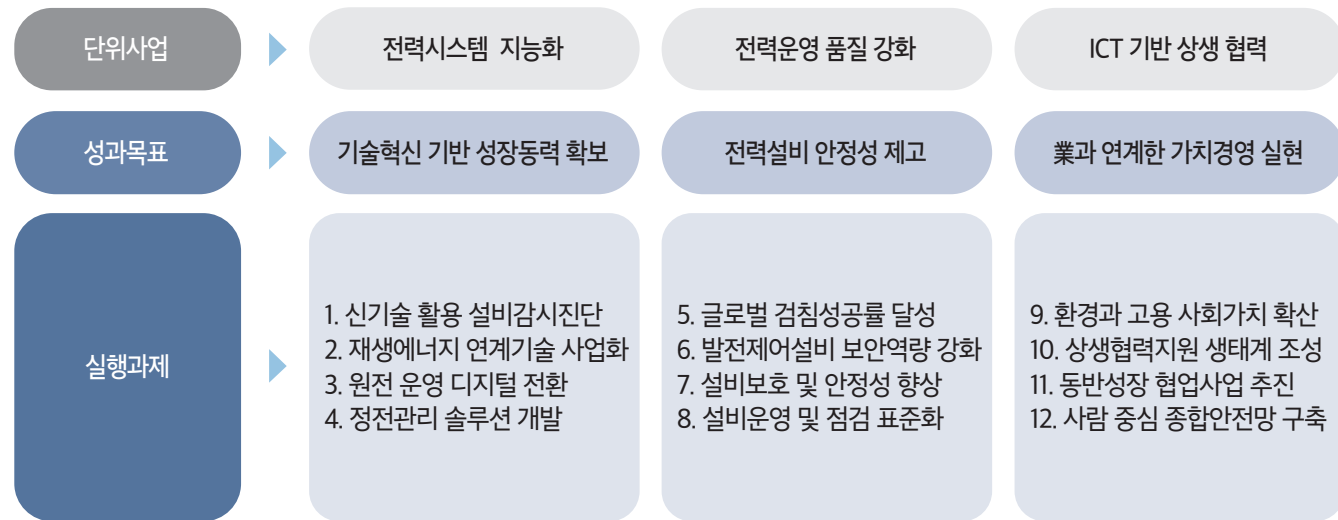 단위사업
전력시스템 지능화
전력운영 품질 강화
ICT 기반 상생 협력
성과목표
기술혁신 기반 성장동력 확보
전력설비 안정성 제고
業과 연계한 가치경영 실현
실행과제
1. 신기술 활용 설비감시진단
2. 재생에너지 연계기술 사업화
3. 원전 운영 디지털 전환
4. 정전관리 솔루션 개발
5. 글로벌 검침성공률 달성
6. 발전제어설비 보안역량 강화
7. 설비보호 및 안정성 향상
8. 설비운영 및 점검 표준화
9. 환경과 고용 사회가치 확산
10. 상생협력지원 생태계 조성
11. 동반성장 협업사업 추진
12. 사람 중심 종합안전망 구축